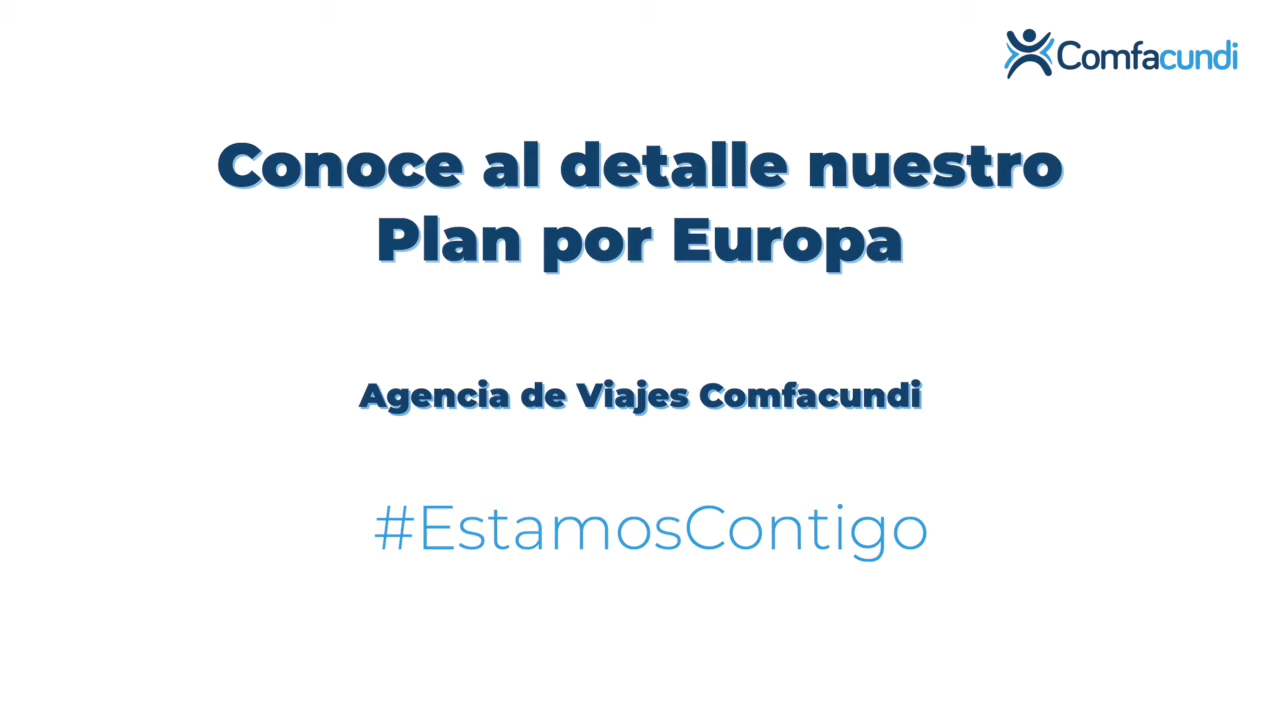 Comfacundi
Conoce al detalle nuestro
Plan por Europa
Agencia de Viajes Comfacundi
#EstamosContigo